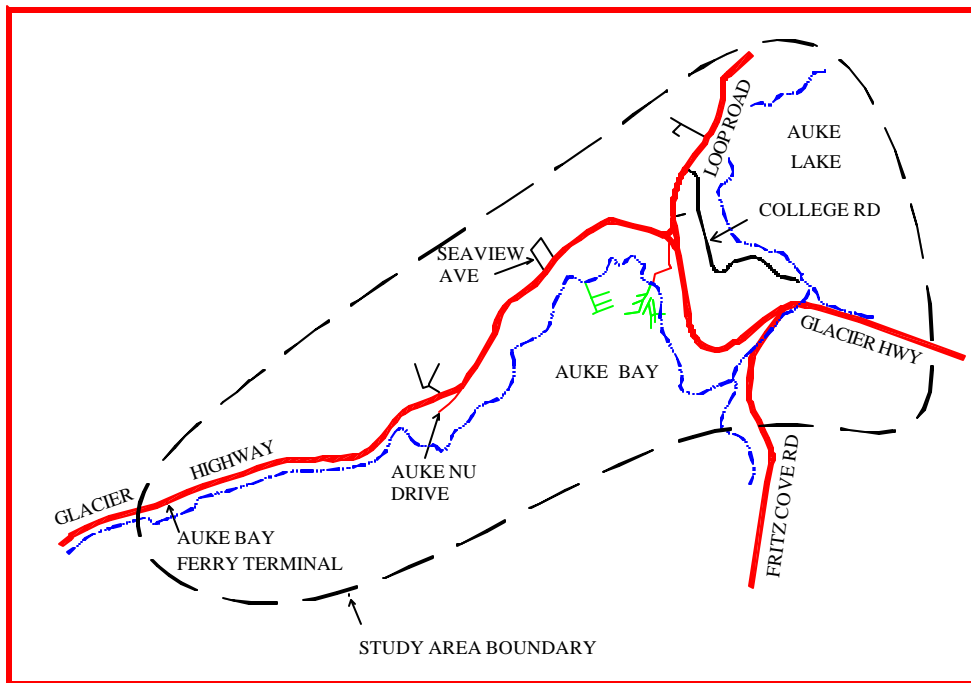 LOOP ROAD
AUKE
LAKE
COLLEGE RD
SEAVIEW
AVE
GLACIER HWY
AUKE BAY
HIGHWAY
AUKE NU
DRIVE
GLACIER
AUKE BAY
FERRY TERMINAL
FRITZ COVE RD
STUDY AREA BOUNDARY